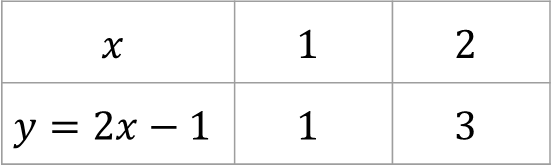 x 1 2
y = 2x − 1 1 3